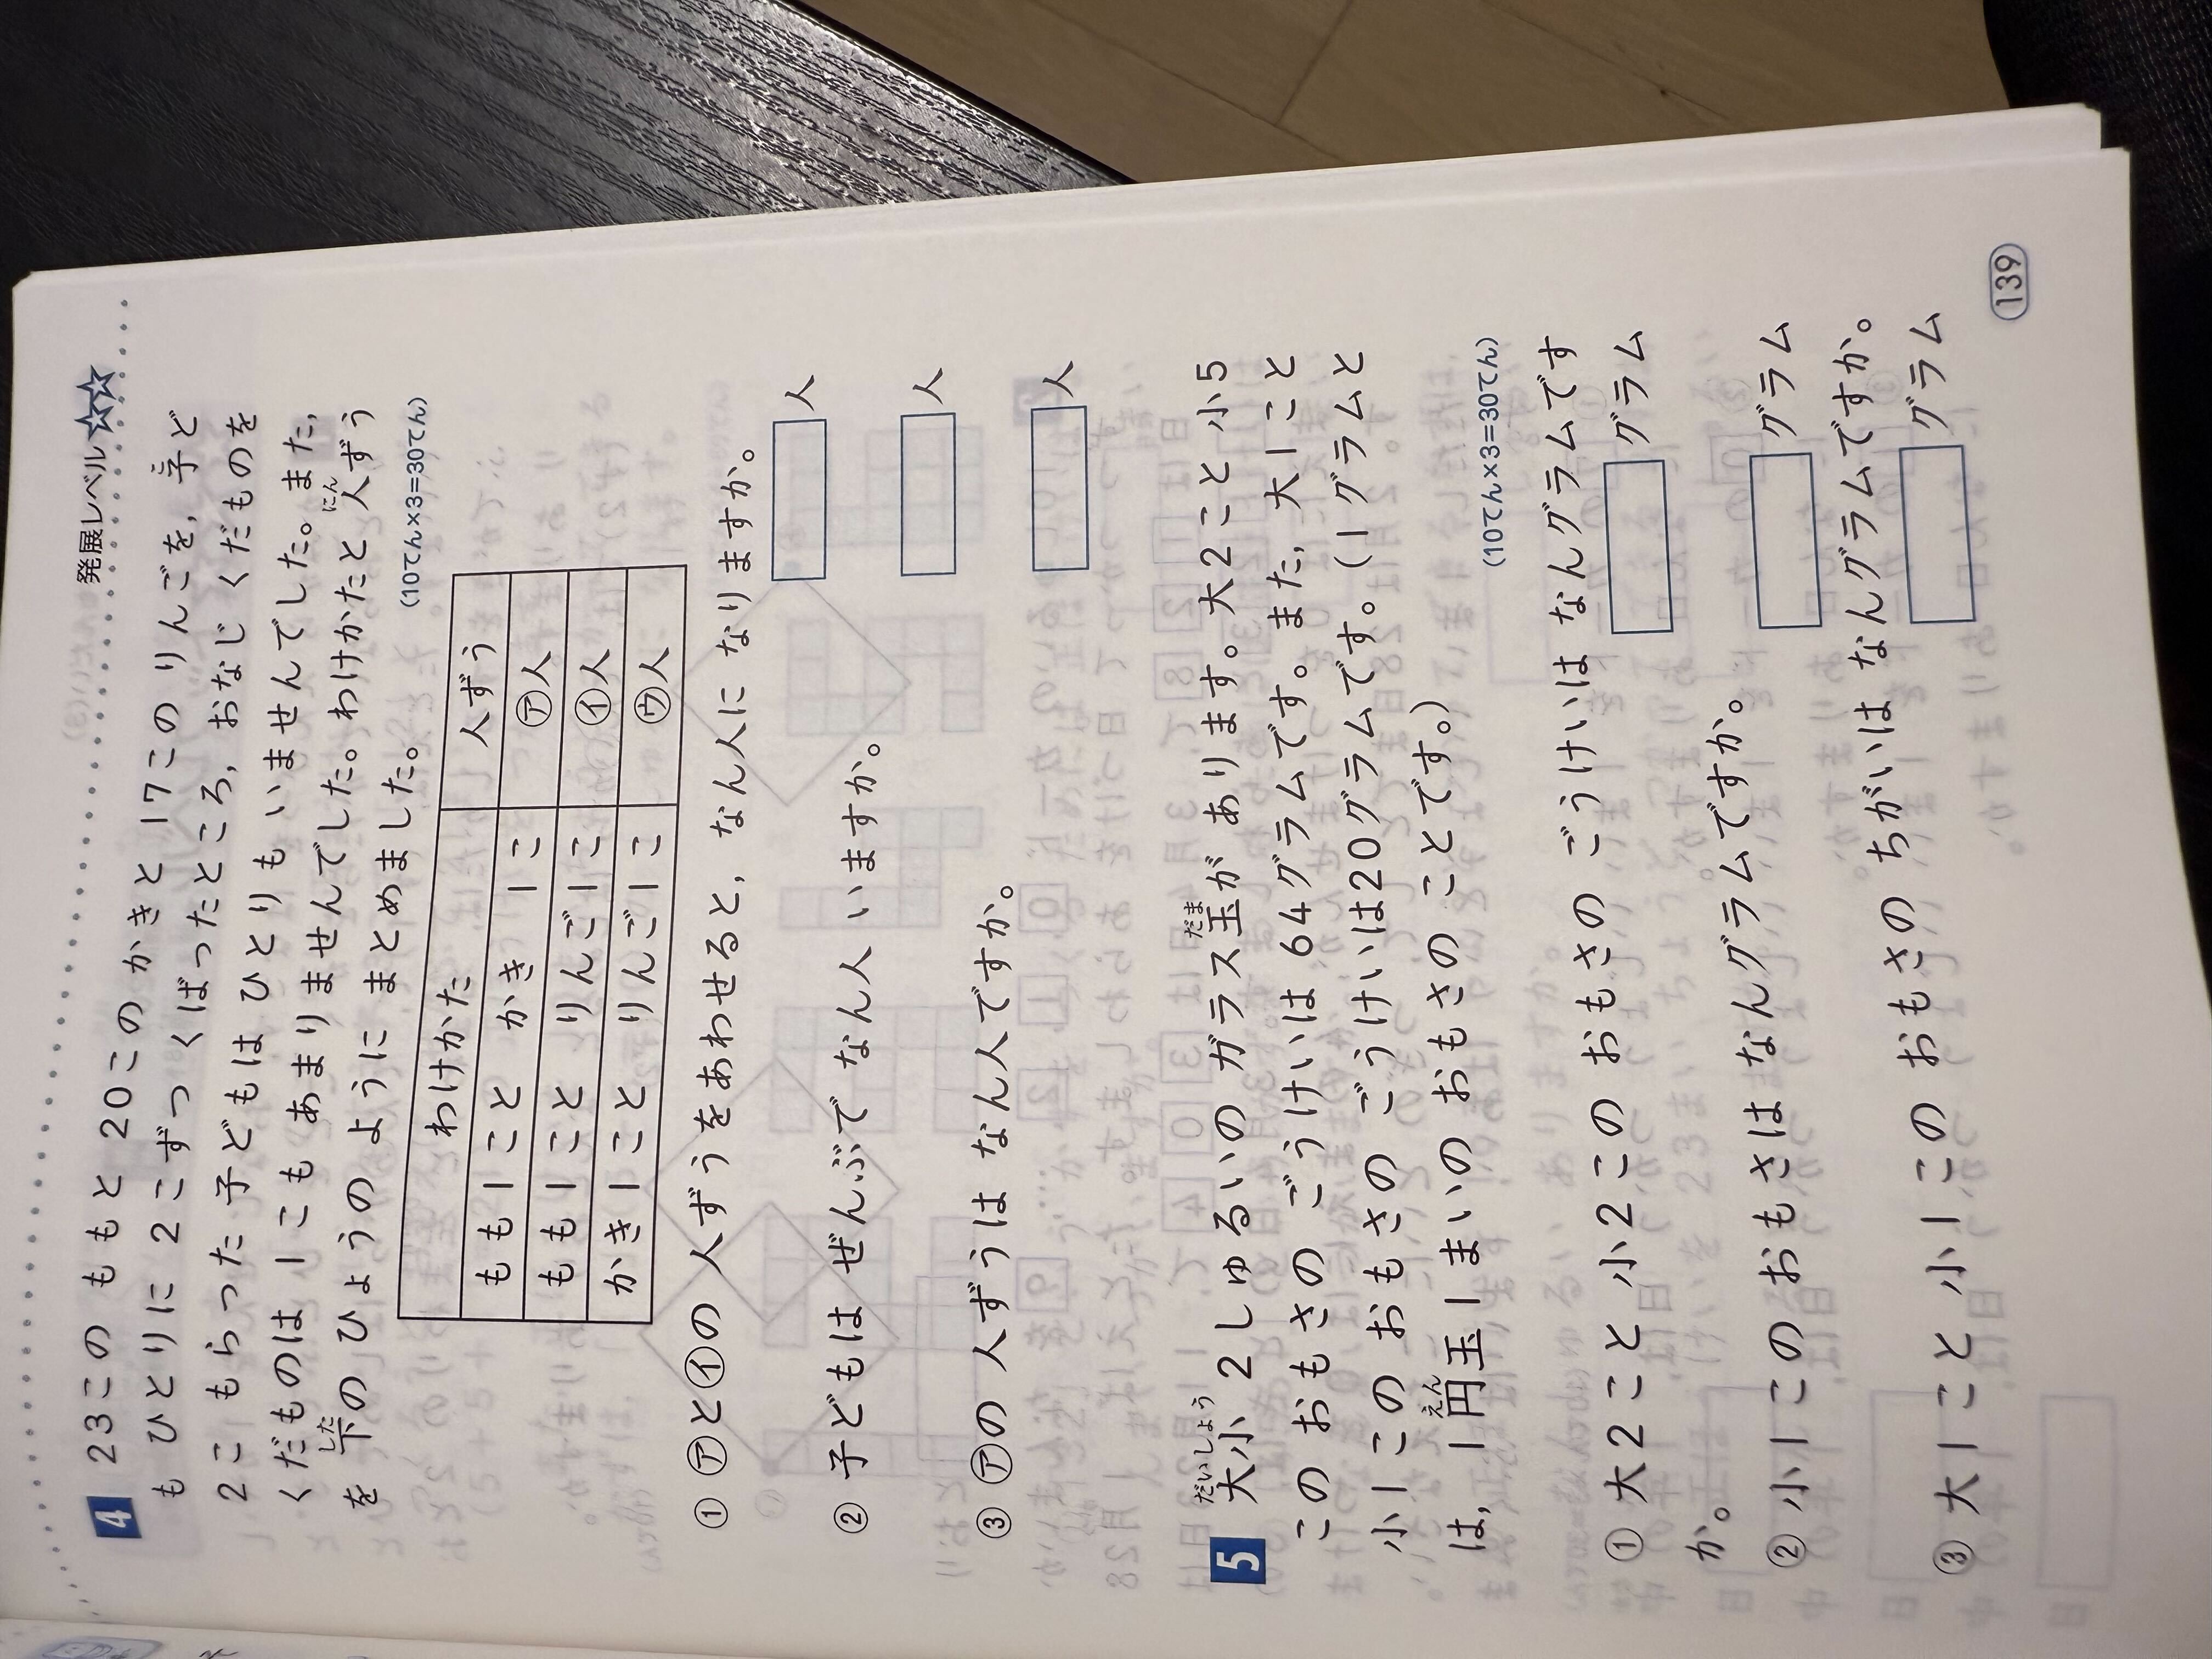 発展レベル
4 23この ももと 20この かきと 17この りんごを, 子ど
も ひとりに 2こずつ くばったところ, おなじ くだものを
2こ もらった 子どもは ひとりも いませんでした。また,
くだものは 1こも あまりませんでした。わけかたと 人ずう
を 下の ひょうのように まとめました。
(10てん×3=30てん)
わけかた 人ずう
もも1こと かき 1こ ㋐人
もも1こと りんご1こ ㋑人
かき1こと りんご1こ ㋒人
① ㋐と㋑の 人ずうをあわせると, なん人に なりますか。
人
② 子どもは ぜんぶで なん人 いますか。
人
③ ㋐の 人ずうは なん人ですか。
人
5 大小 2しゅるいの ガラス玉が あります。大2こと 小5
この おもさの ごうけいは 64グラムです。また, 大1こと
小1この おもさの ごうけいは20グラムです。(1グラムと
は, 1円玉1まいの おもさの ことです。)
(10てん×3=30てん)
① 大2こと 小2この おもさの ごうけいは なんグラムです
か。
グラム
② 小1この おもさは なんグラムですか。
グラム
③ 大1こと 小1この おもさの ちがいは なんグラムですか。
グラム
139